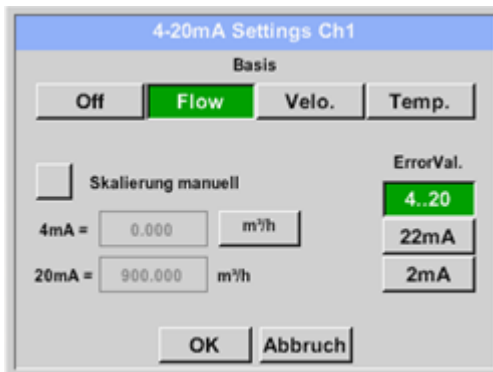 4-20mA Settings Ch1
Basis
Off Flow Velo. Temp.
ErrorVal.
Skalierung manuell
4..20
4mA = 0.000 m³/h
22mA
20mA = 900.000 m³/h
2mA
OK Abbruch